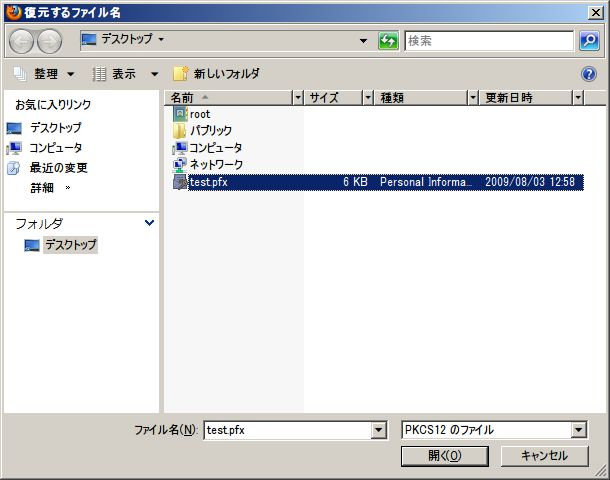 復元するファイル名
デスクトップ
検索
整理 表示 新しいフォルダ
お気に入りリンク
デスクトップ
コンピュータ
最近の変更
詳細 »
フォルダ
デスクトップ
名前 サイズ 種類 更新日時
root
パブリック
コンピュータ
ネットワーク
test.pfx 6 KB Personal Informa... 2009/08/03 12:58
ファイル名(N): test.pfx PKCS12 のファイル
開く(O) キャンセル